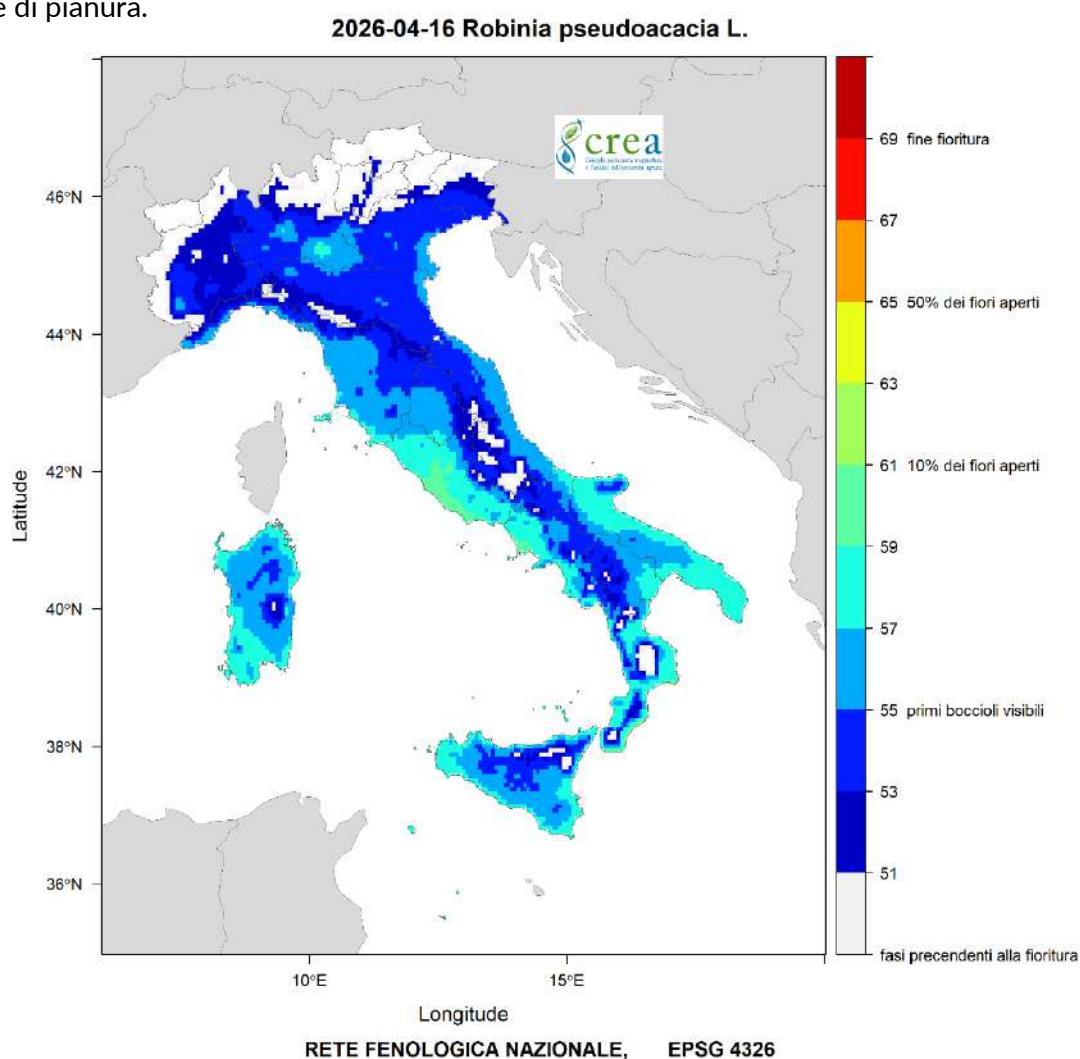 e di pianura.
2026-04-16 Robinia pseudoacacia L.
crea
69 fine fioritura
67
65 50% dei fiori aperti
63
61 10% dei fiori aperti
59
57
55 primi boccioli visibili
53
51
fasi precendenti alla fioritura
Latitude
46°N
44°N
42°N
40°N
38°N
36°N
10°E
15°E
Longitude
RETE FENOLOGICA NAZIONALE, EPSG 4326